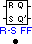 R Q
S Q'
R-S FF